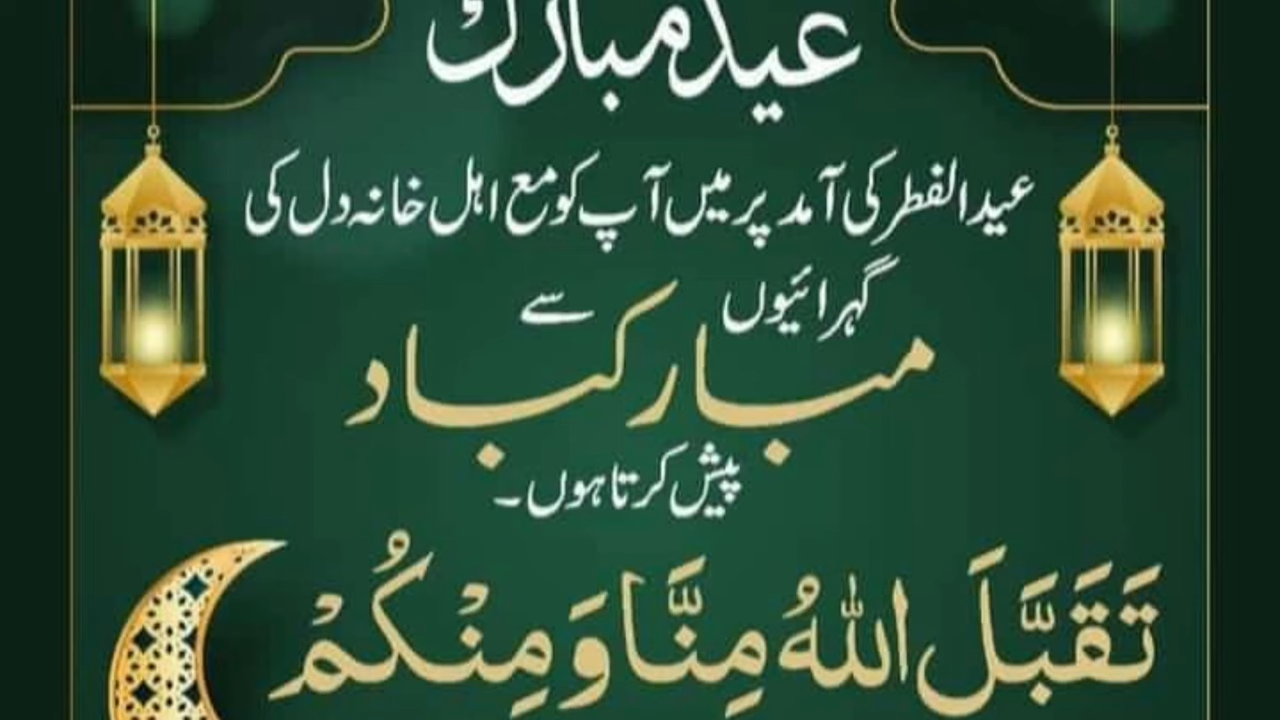 عید مبارک
عیدالفطر کی آمد پر میں آپ کو مع اہل خانہ دل کی
گہرائیوں سے
مبارکباد
پیش کرتا ہوں۔
تَقَبَّلَ اللهُ مِنَّا وَمِنْكُمْ